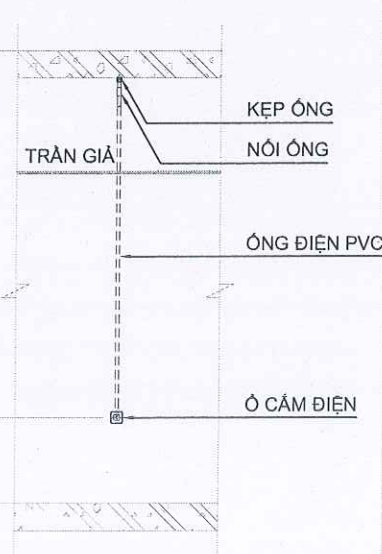 KẸP ỐNG
NỐI ỐNG
TRẦN GIẢ
ỐNG ĐIỆN PVC
Ổ CẮM ĐIỆN